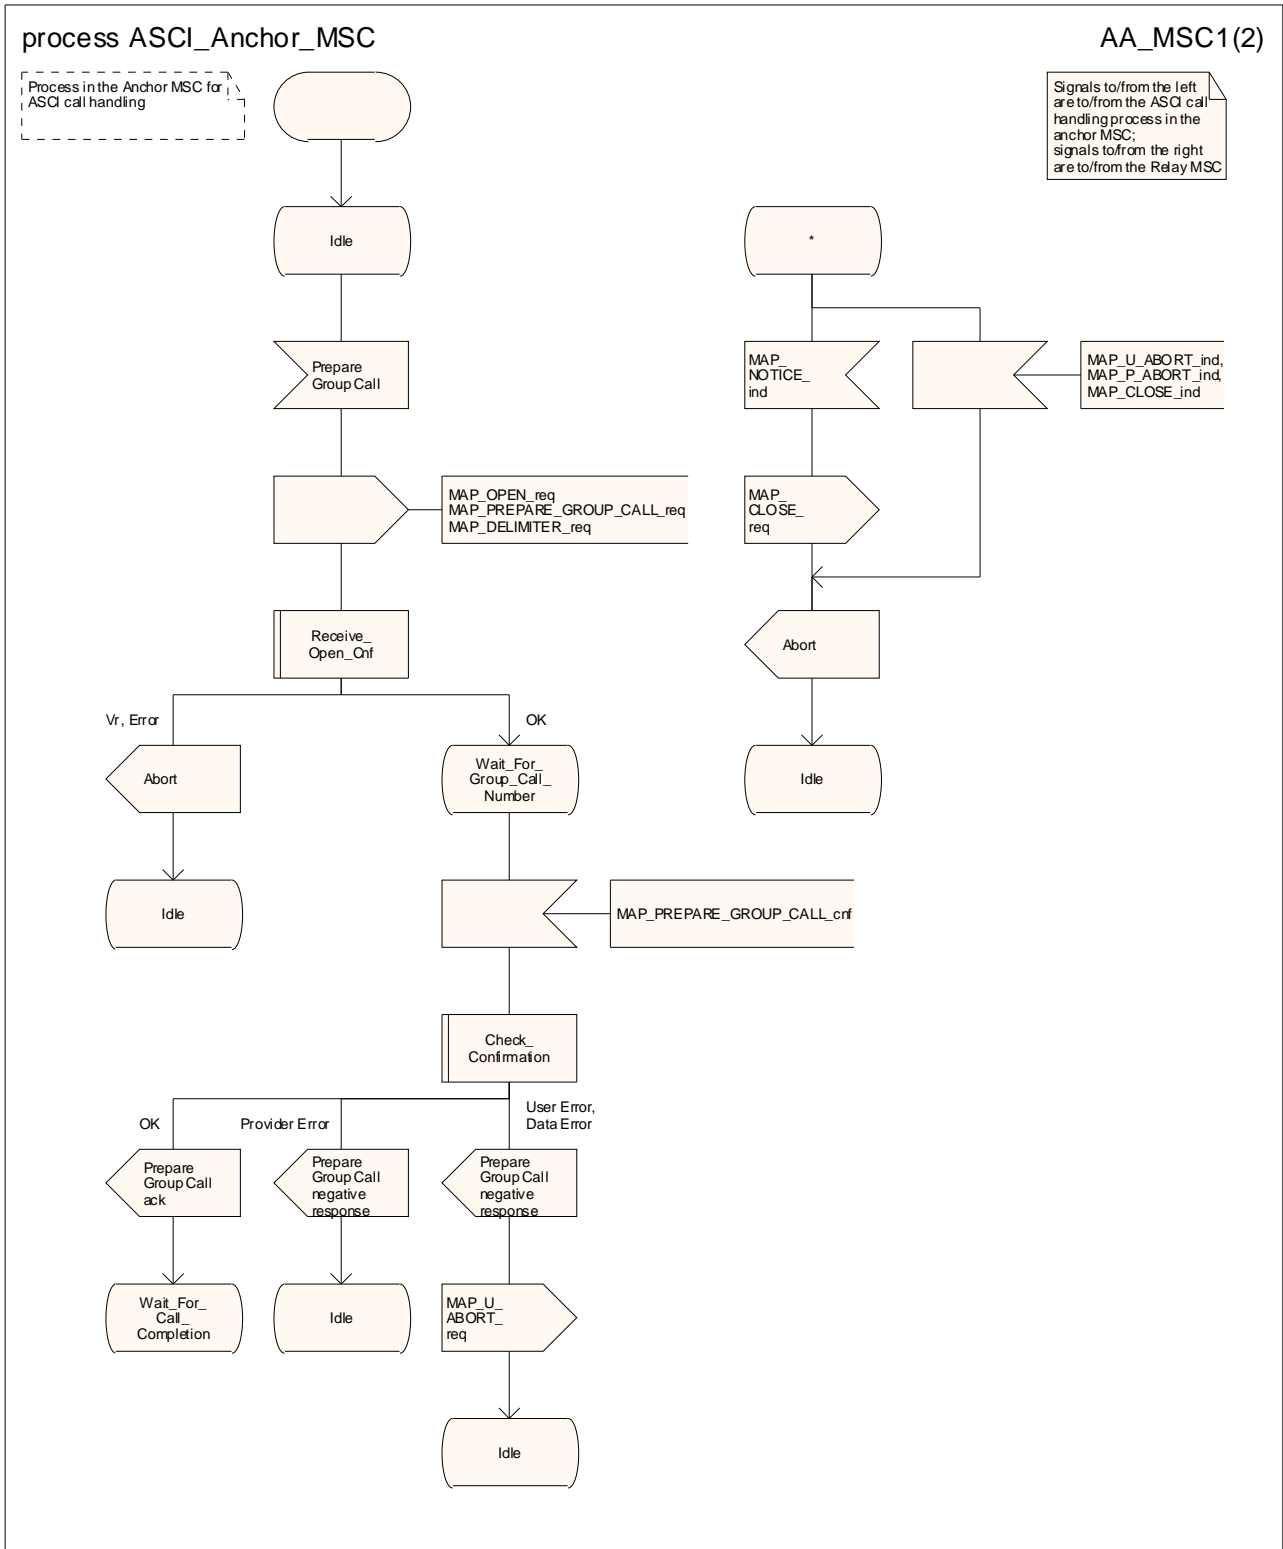 process ASCI_Anchor_MSC
AA_MSC1(2)
Process in the Anchor MSC for
ASCI call handling
Signals to/from the left
are to/from the ASCI call
handling process in the
anchor MSC;
signals to/from the right
are to/from the Relay MSC
Idle
*
Prepare
Group Call
MAP_
NOTICE_
ind
MAP_U_ABORT_ind,
MAP_P_ABORT_ind,
MAP_CLOSE_ind
MAP_OPEN_req
MAP_PREPARE_GROUP_CALL_req
MAP_DELIMITER_req
MAP_
CLOSE_
req
Receive_
Open_Cnf
Abort
Vr, Error
OK
Abort
Wait_For_
Group_Call_
Number
Idle
Idle
MAP_PREPARE_GROUP_CALL_cnf
Check_
Confirmation
OK
Provider Error
User Error,
Data Error
Prepare
Group Call
ack
Prepare
Group Call
negative
response
Prepare
Group Call
negative
response
Wait_For_
Call_
Completion
Idle
MAP_U_
ABORT_
req
Idle